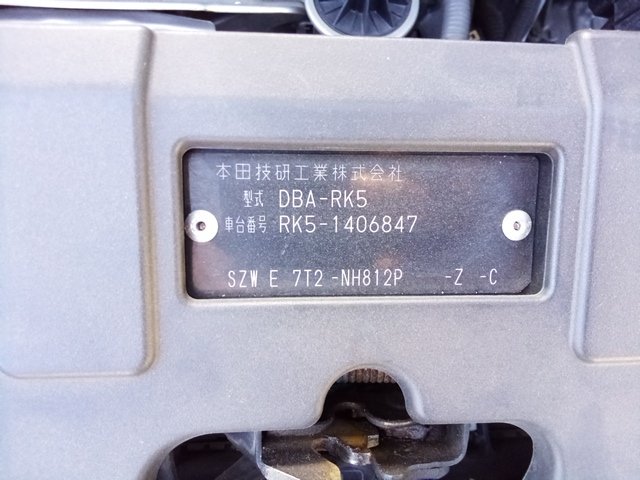 本田技研工業株式会社
型式 DBA-RK5
車台番号 RK5-1406847
SZW E 7T2 -NH812P -Z -C